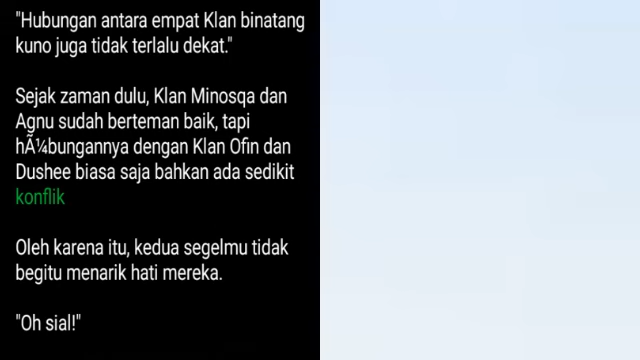 "Hubungan antara empat Klan binatang
kuno juga tidak terlalu dekat."
Sejak zaman dulu, Klan Minosqa dan
Agnu sudah berteman baik, tapi
hÃ¼bungannya dengan Klan Ofin dan
Dushee biasa saja bahkan ada sedikit
konflik
Oleh karena itu, kedua segelmu tidak
begitu menarik hati mereka.
"Oh sial!"